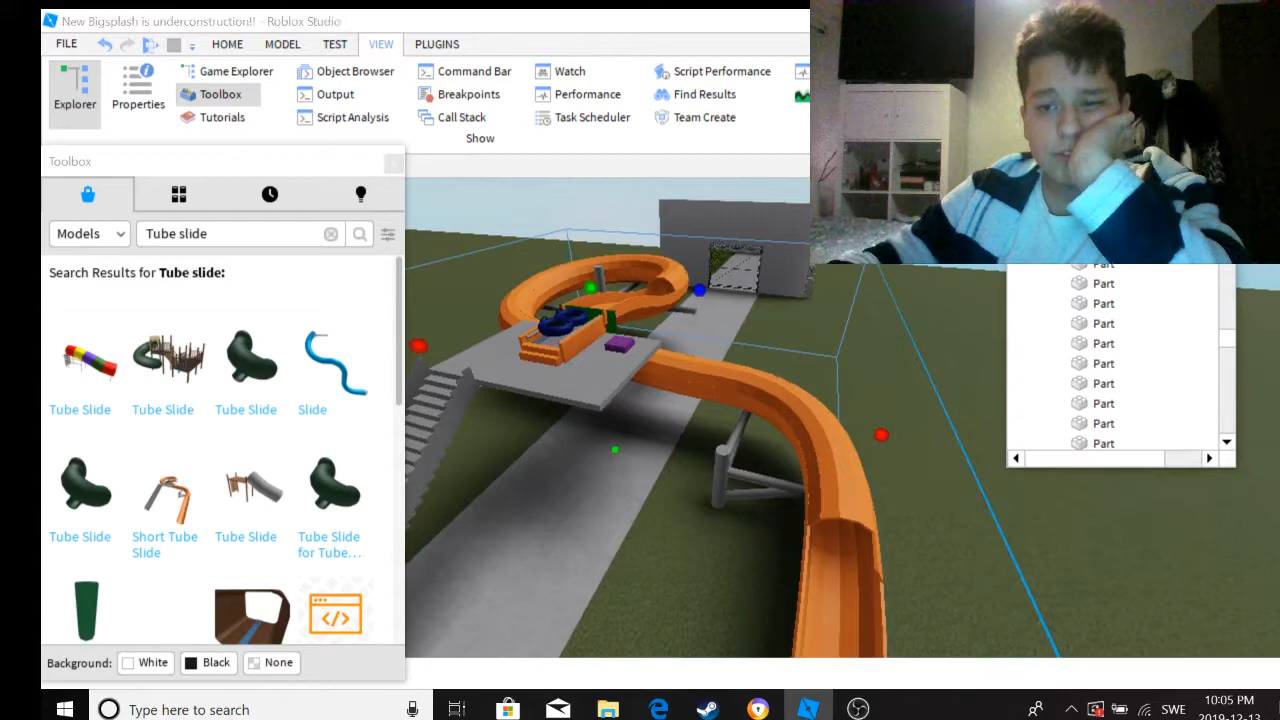 New Bigsplash is underconstruction!! - Roblox Studio
FILE HOME MODEL TEST VIEW PLUGINS
Explorer
Properties
Game Explorer
Toolbox
Tutorials
Object Browser
Output
Script Analysis
Command Bar
Breakpoints
Call Stack
Watch
Performance
Task Scheduler
Script Performance
Find Results
Team Create
Show
Toolbox
Models Tube slide
Search Results for Tube slide:
Tube Slide Tube Slide Tube Slide Slide
Tube Slide Short Tube Slide Tube Slide Tube Slide for Tube...
</>
Background: White Black None
Part
Part
Part
Part
Part
Part
Part
Part
Part
Part
Type here to search
SWE
10:05 PM
2019-12-13